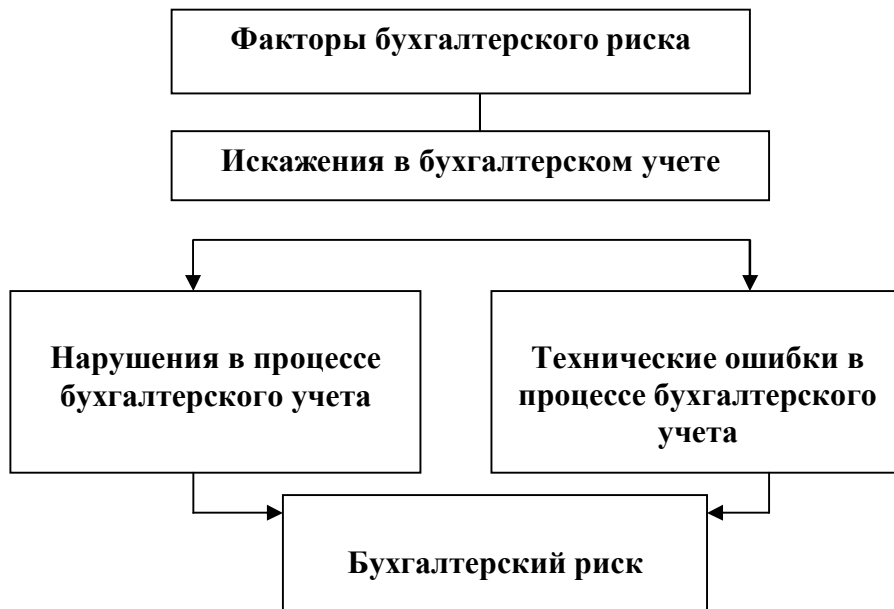 Факторы бухгалтерского риска
Искажения в бухгалтерском учете
Нарушения в процессе
бухгалтерского учета
Технические ошибки в
процессе бухгалтерского
учета
Бухгалтерский риск